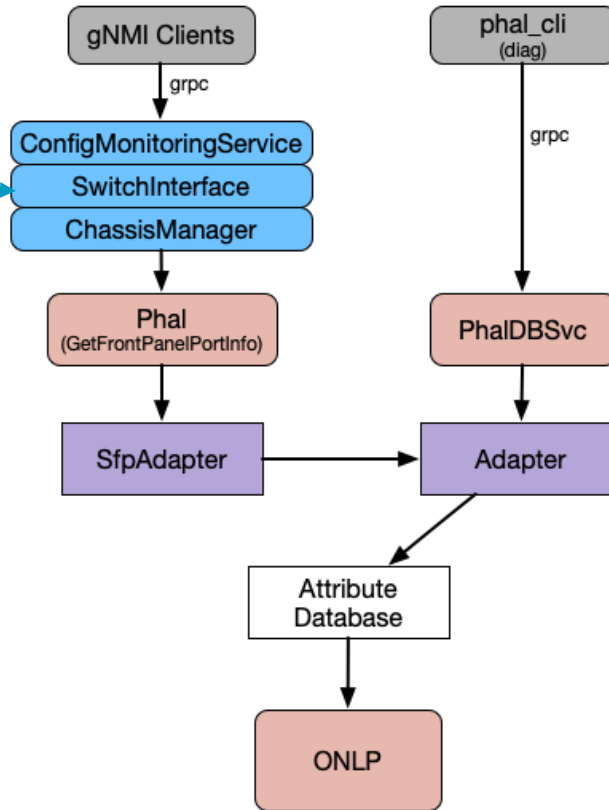 gNMI Clients
phal_cli
(diag)
grpc
grpc
ConfigMonitoringService
SwitchInterface
ChassisManager
Phal
(GetFrontPanelPortInfo)
PhalDBSvc
SfpAdapter
Adapter
Attribute
Database
ONLP